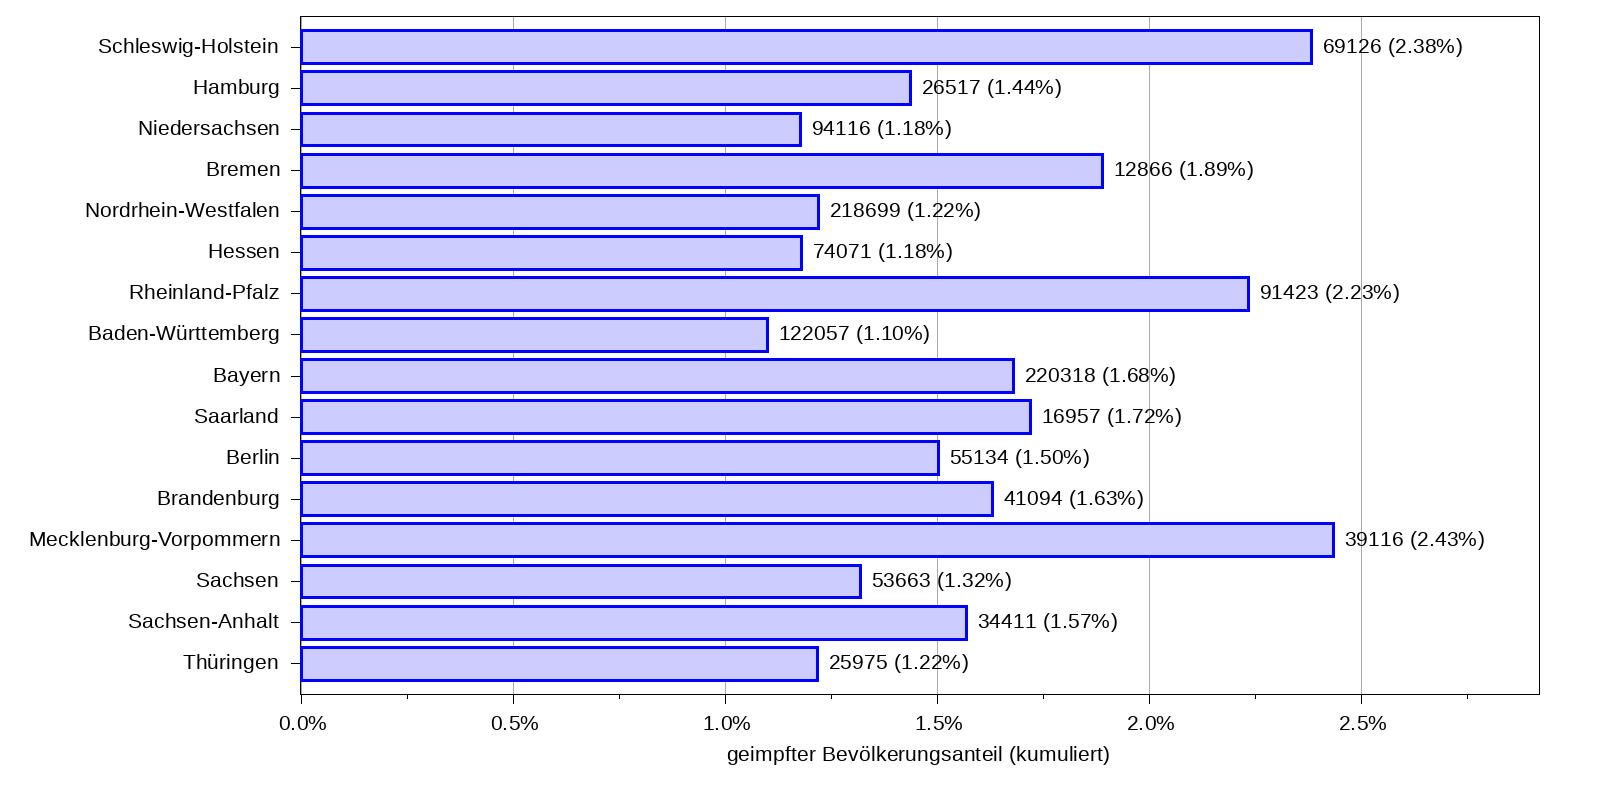 Schleswig-Holstein 69126 (2.38%)
Hamburg 26517 (1.44%)
Niedersachsen 94116 (1.18%)
Bremen 12866 (1.89%)
Nordrhein-Westfalen 218699 (1.22%)
Hessen 74071 (1.18%)
Rheinland-Pfalz 91423 (2.23%)
Baden-Württemberg 122057 (1.10%)
Bayern 220318 (1.68%)
Saarland 16957 (1.72%)
Berlin 55134 (1.50%)
Brandenburg 41094 (1.63%)
Mecklenburg-Vorpommern 39116 (2.43%)
Sachsen 53663 (1.32%)
Sachsen-Anhalt 34411 (1.57%)
Thüringen 25975 (1.22%)
0.0% 0.5% 1.0% 1.5% 2.0% 2.5%
geimpfter Bevölkerungsanteil (kumuliert)